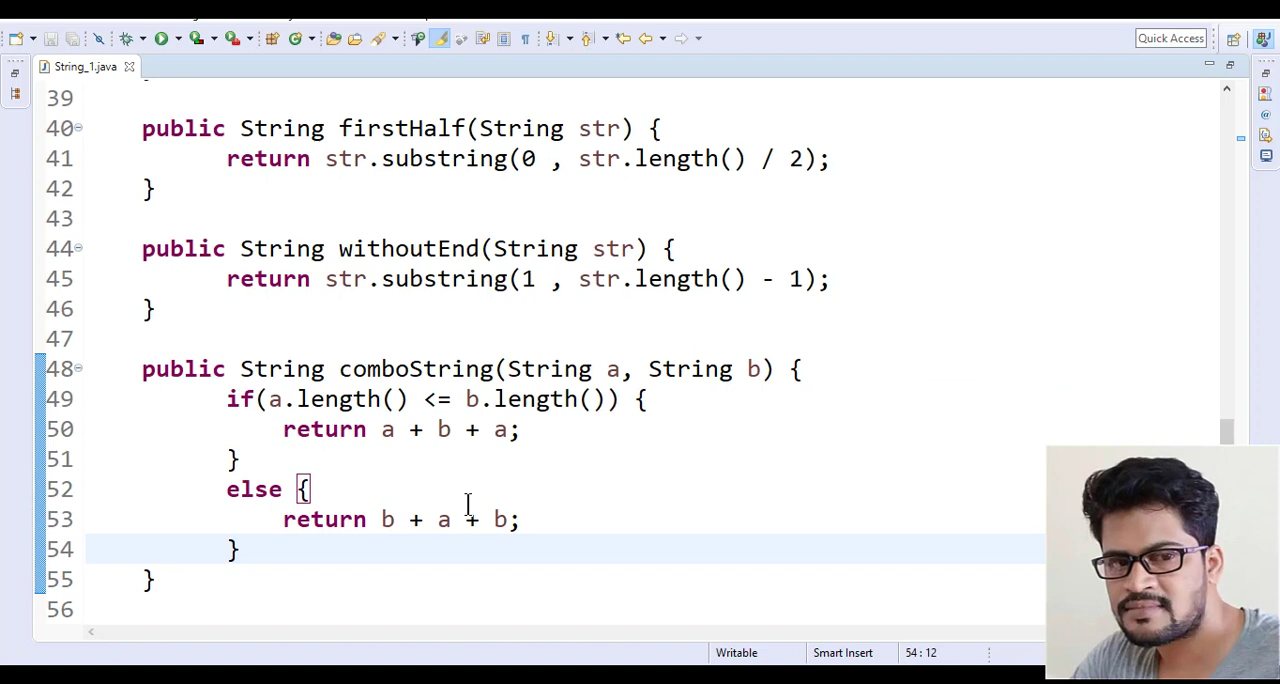 Quick Access
String_1.java
39
40 public String firstHalf(String str) {
41 return str.substring(0 , str.length() / 2);
42 }
43
44 public String withoutEnd(String str) {
45 return str.substring(1 , str.length() - 1);
46 }
47
48 public String comboString(String a, String b) {
49 if(a.length() <= b.length()) {
50 return a + b + a;
51 }
52 else {
53 return b + a + b;
54 }
55 }
56
Writable Smart Insert 54 : 12